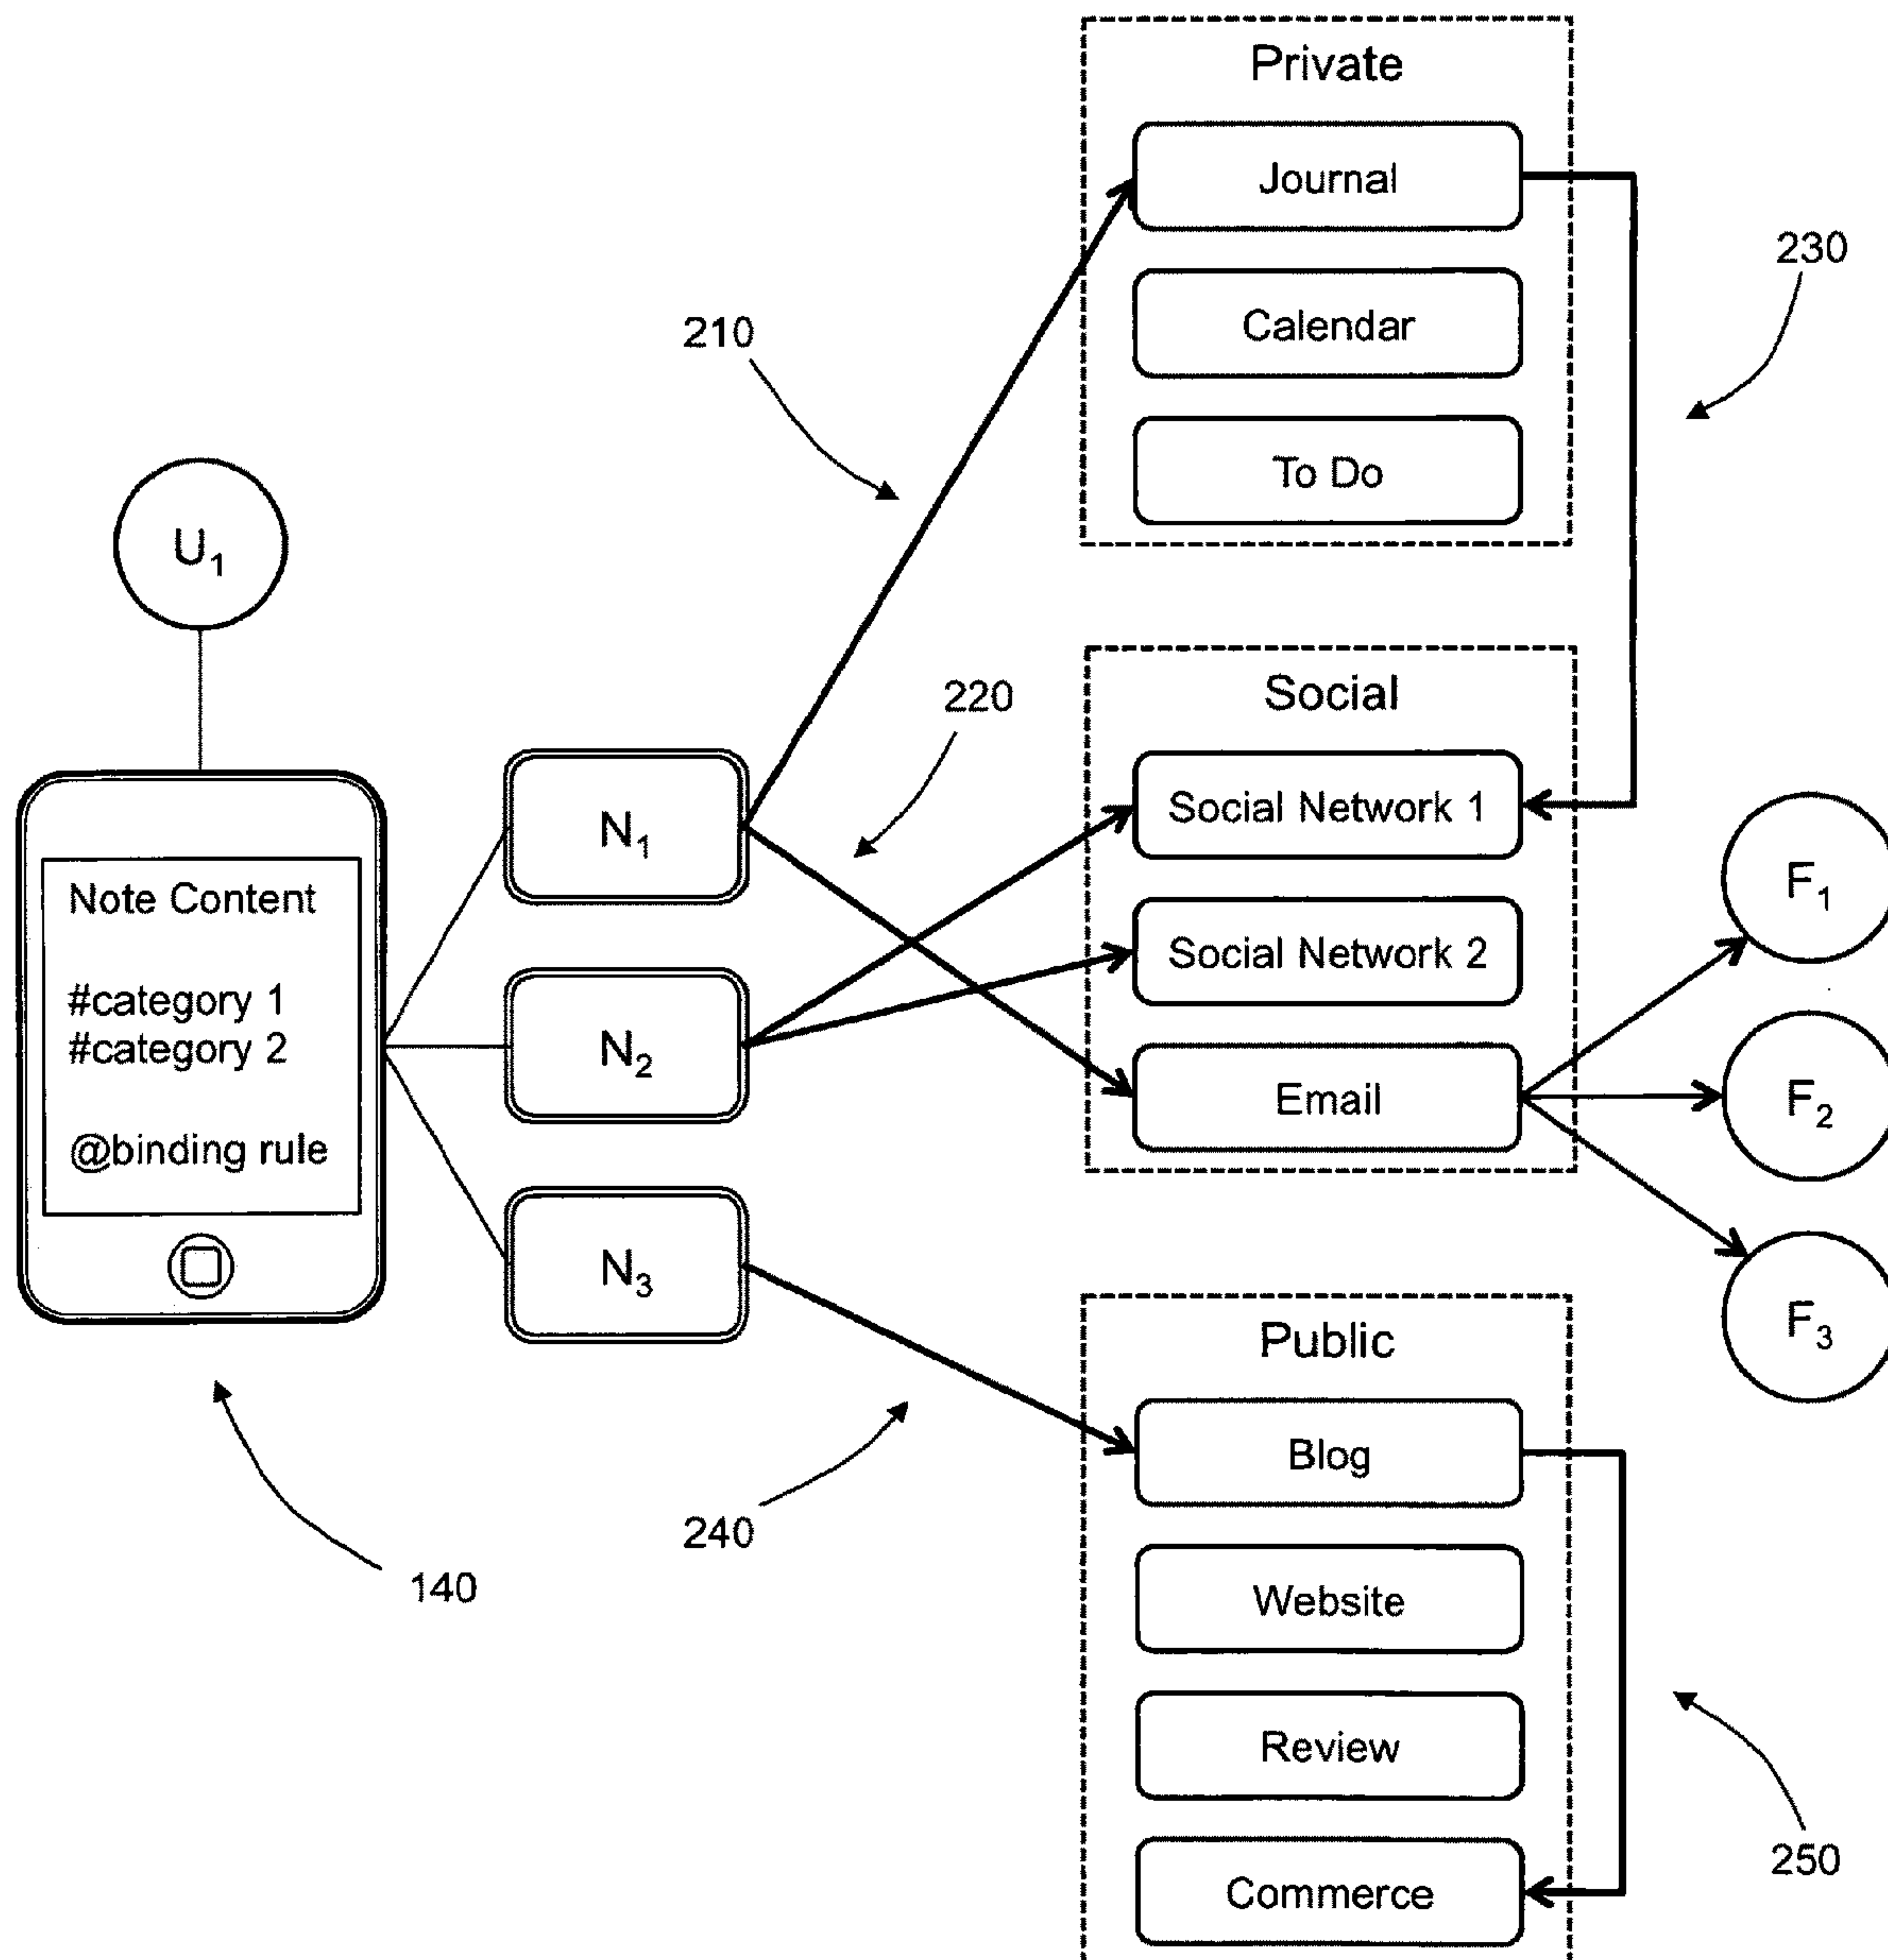 Private
Journal
230
Calendar
210
To Do
U₁
220
Social
N₁
Social Network 1
F₁
Note Content
Social Network 2
#category 1
#category 2
N₂
Email
F₂
@binding rule
N₃
F₃
Public
Blog
240
140
Website
Review
250
Commerce